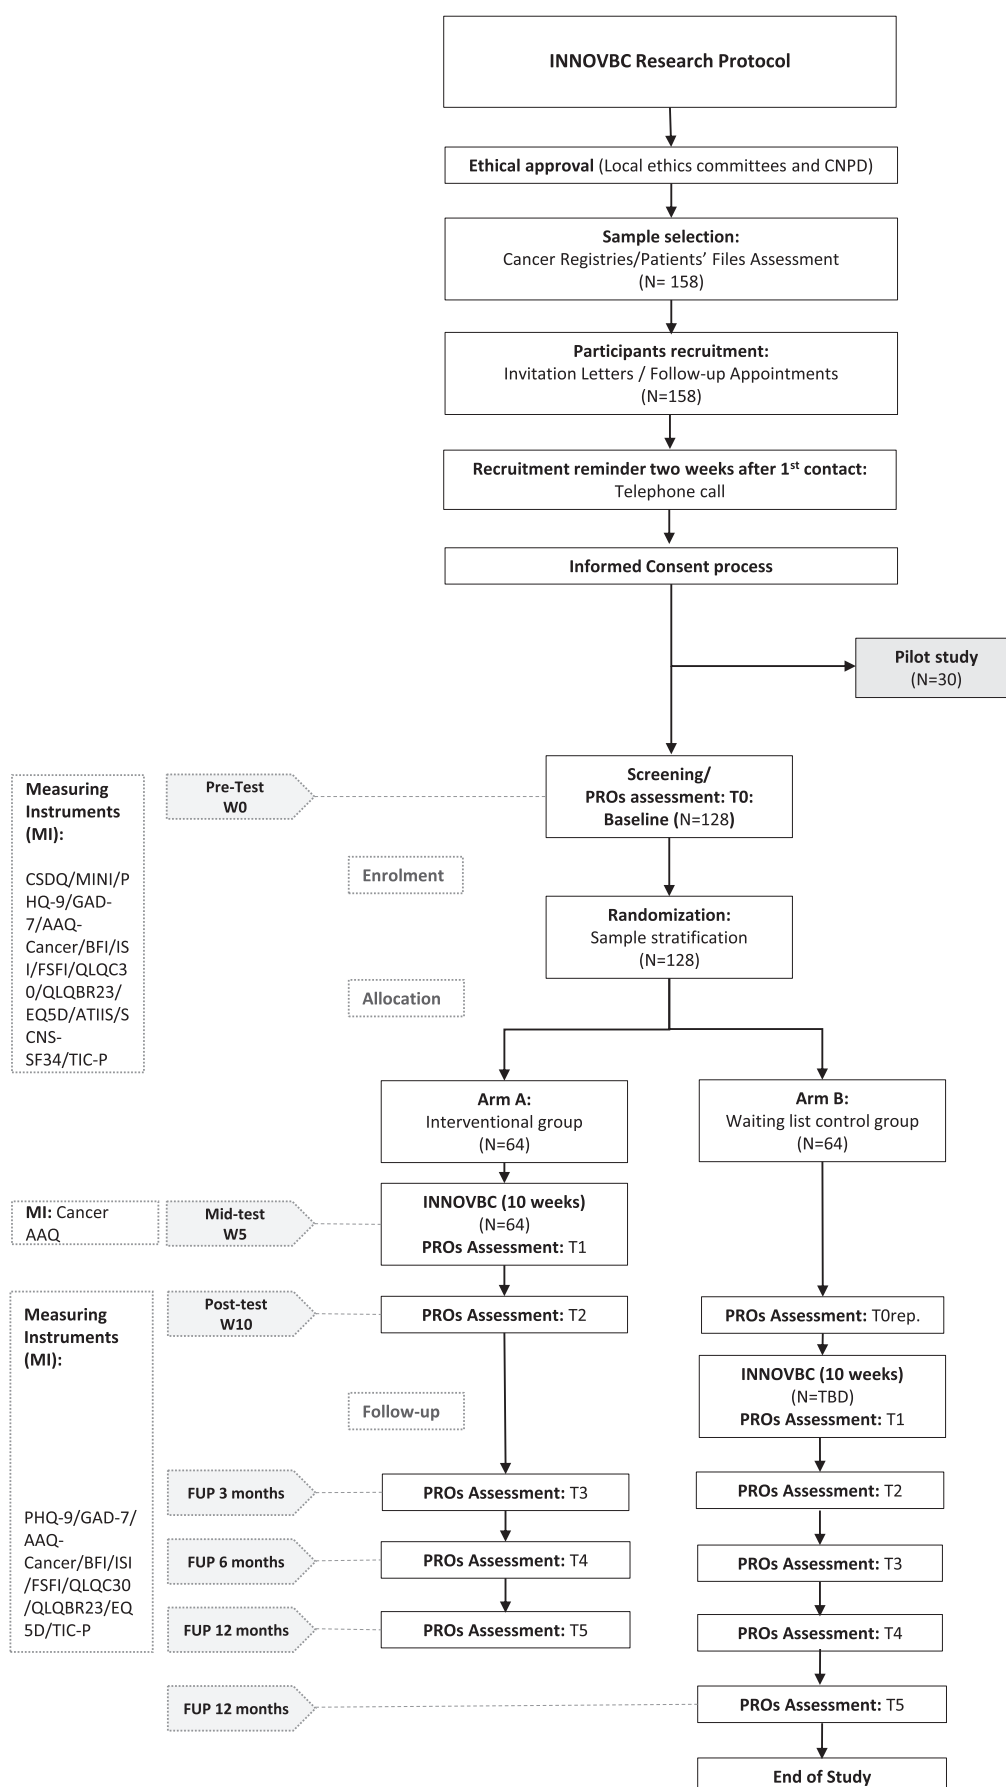 INNOVBC Research Protocol
Ethical approval (Local ethics committees and CNPD)
Sample selection:
Cancer Registries/Patients’ Files Assessment
(N= 158)
Participants recruitment:
Invitation Letters / Follow-up Appointments
(N=158)
Recruitment reminder two weeks after 1st contact:
Telephone call
Informed Consent process
Pilot study
(N=30)
Measuring
Instruments
(MI):
CSDQ/MINI/P
HQ-9/GAD-
7/AAQ-
Cancer/BFI/IS
I/FSFI/QLQC3
0/QLQBR23/
EQ5D/ATIIS/S
CNS-
SF34/TIC-P
Pre-Test
W0
Screening/
PROs assessment: T0:
Baseline (N=128)
Enrolment
Randomization:
Sample stratification
(N=128)
Allocation
Arm A:
Interventional group
(N=64)
Arm B:
Waiting list control group
(N=64)
MI: Cancer
AAQ
Mid-test
W5
INNOVBC (10 weeks)
(N=64)
PROs Assessment: T1
Measuring
Instruments
(MI):
PHQ-9/GAD-7/
AAQ-
Cancer/BFI/ISI
/FSFI/QLQC30
/QLQBR23/EQ
5D/TIC-P
Post-test
W10
PROs Assessment: T2
PROs Assessment: T0rep.
INNOVBC (10 weeks)
(N=TBD)
PROs Assessment: T1
Follow-up
FUP 3 months
PROs Assessment: T3
PROs Assessment: T2
FUP 6 months
PROs Assessment: T4
PROs Assessment: T3
FUP 12 months
PROs Assessment: T5
PROs Assessment: T4
FUP 12 months
PROs Assessment: T5
End of Study